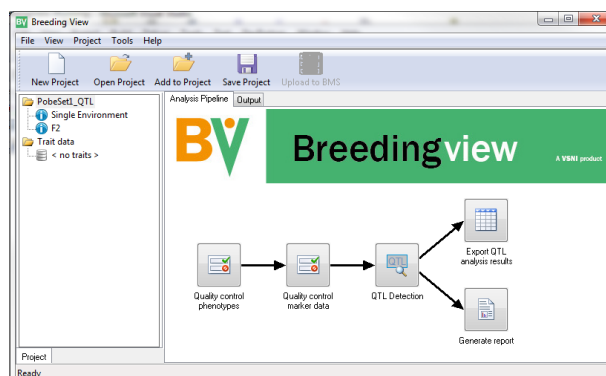 BV Breeding View
File View Project Tools Help
New Project Open Project Add to Project Save Project Upload to BMS
PobeSet1_QTL
Single Environment
F2
Trait data
< no traits >
Analysis Pipeline Output
BV Breedingview A VSNi product
Quality control
phenotypes
Quality control
marker data
QTL
QTL Detection
Export QTL
analysis results
Generate report
Project
Ready